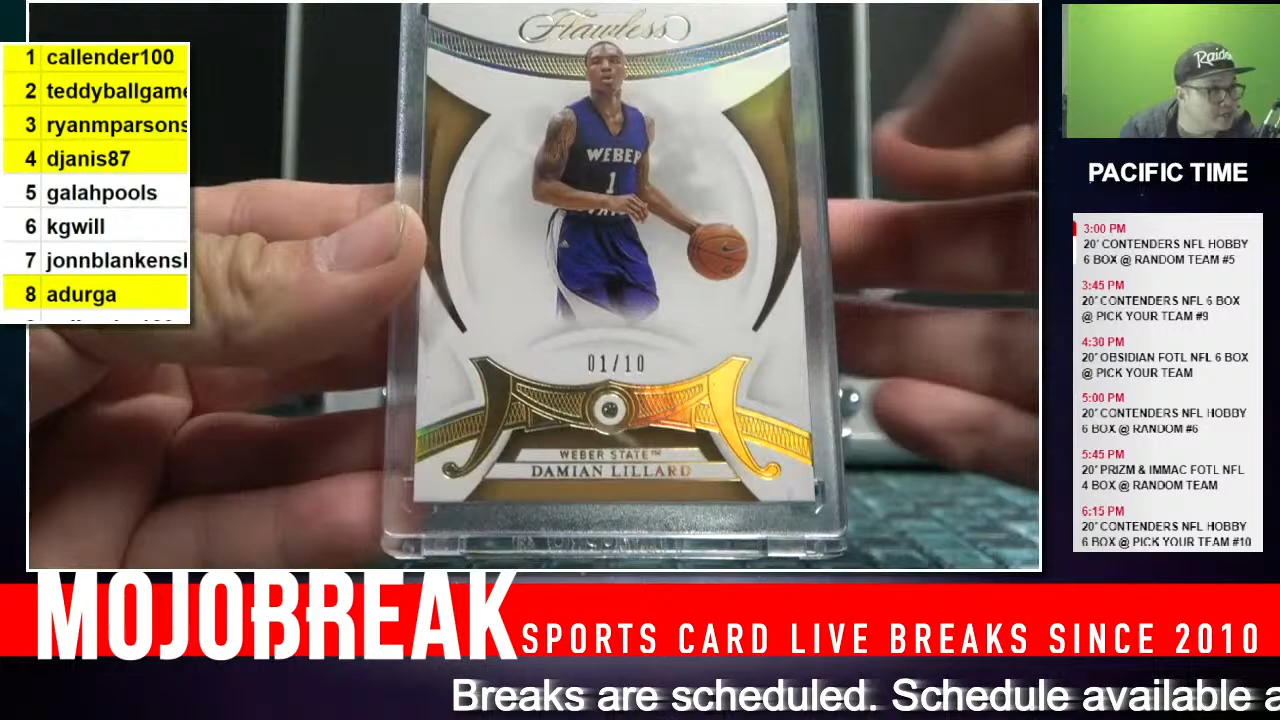 1 callender100
2 teddyballgame
3 ryanmparsons
4 djanis87
5 galahpools
6 kgwill
7 jonnblankensl
8 adurga
Flawless
WEBER
1
01/10
WEBER STATE™
DAMIAN LILLARD
Raid
PACIFIC TIME
3:00 PM
20' CONTENDERS NFL HOBBY
6 BOX @ RANDOM TEAM #5
3:45 PM
20' CONTENDERS NFL 6 BOX
@ PICK YOUR TEAM #9
4:30 PM
20' OBSIDIAN FOTL NFL 6 BOX
@ PICK YOUR TEAM
5:00 PM
20' CONTENDERS NFL HOBBY
6 BOX @ RANDOM #6
5:45 PM
20' PRIZM & IMMAC FOTL NFL
4 BOX @ RANDOM TEAM
6:15 PM
20' CONTENDERS NFL HOBBY
6 BOX @ PICK YOUR TEAM #10
MOJOBREAK
SPORTS CARD LIVE BREAKS SINCE 2010
Breaks are scheduled. Schedule available a